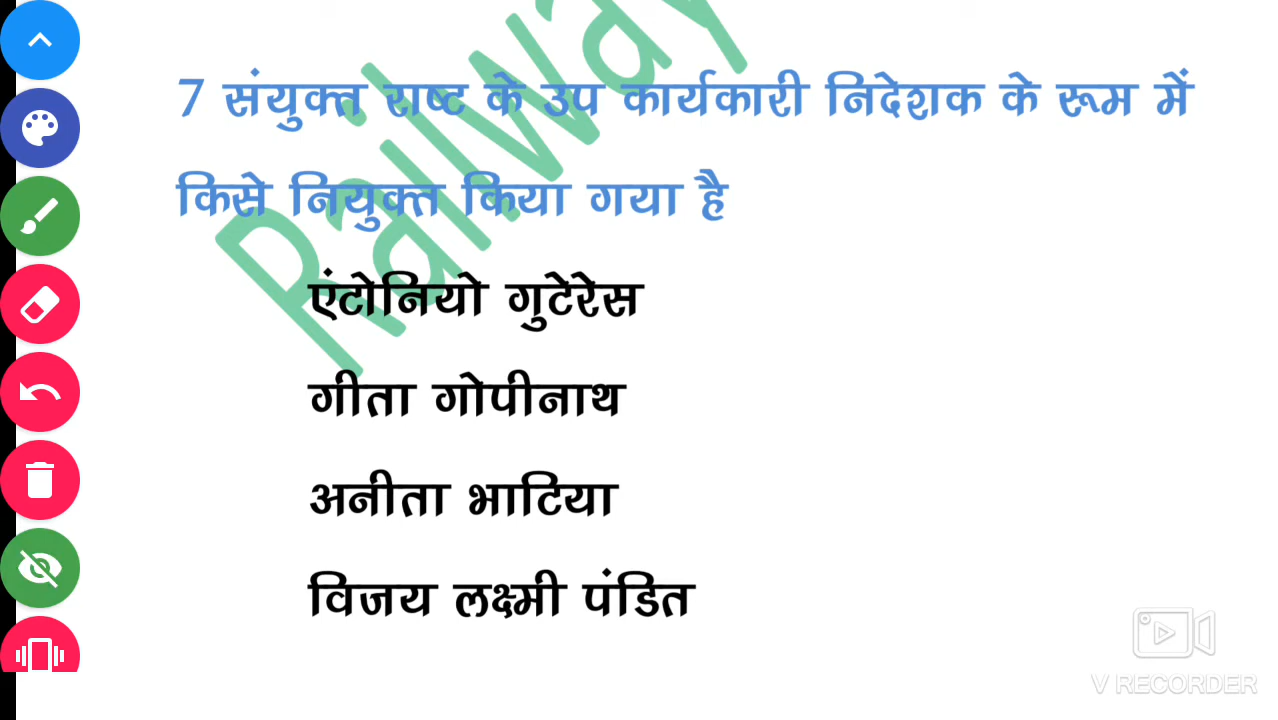 7 संयुक्त राष्ट के उप कार्यकारी निदेशक के रूम में
किसे नियुक्त किया गया है
एंटोनियो गुटेरेस
गीता गोपीनाथ
अनीता भाटिया
विजय लक्ष्मी पंडित
Railway
V RECORDER